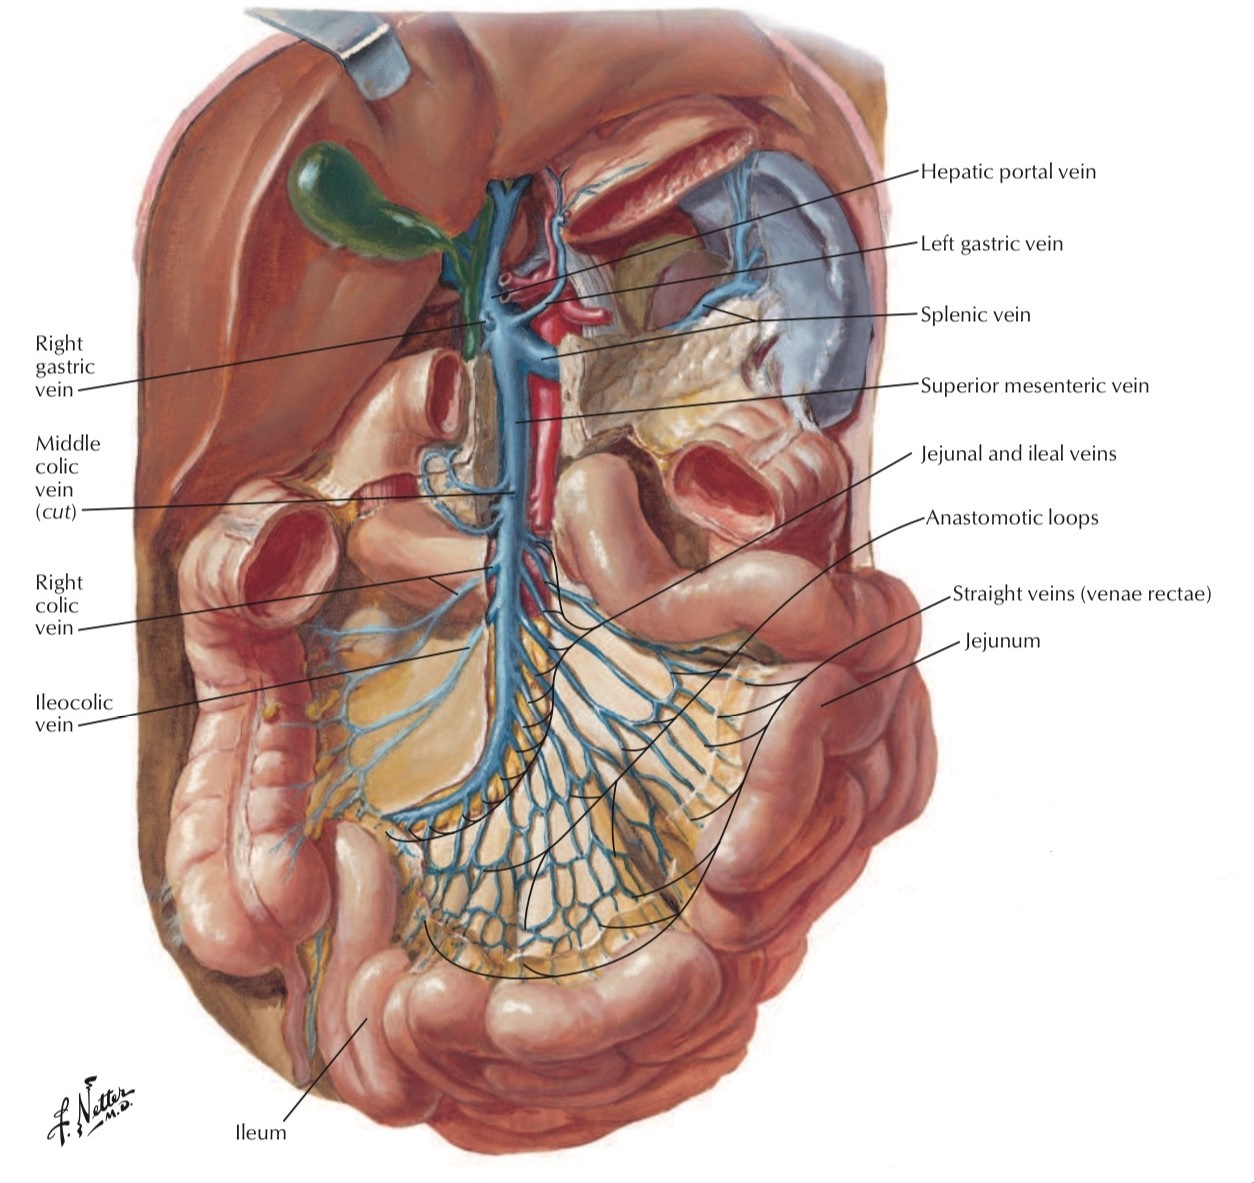 Hepatic portal vein
Left gastric vein
Splenic vein
Right
gastric
vein
Superior mesenteric vein
Middle
colic
vein
(cut)
Jejunal and ileal veins
Anastomotic loops
Right
colic
vein
Straight veins (venae rectae)
Jejunum
Ileocolic
vein
F. Netter
M.D.
Ileum